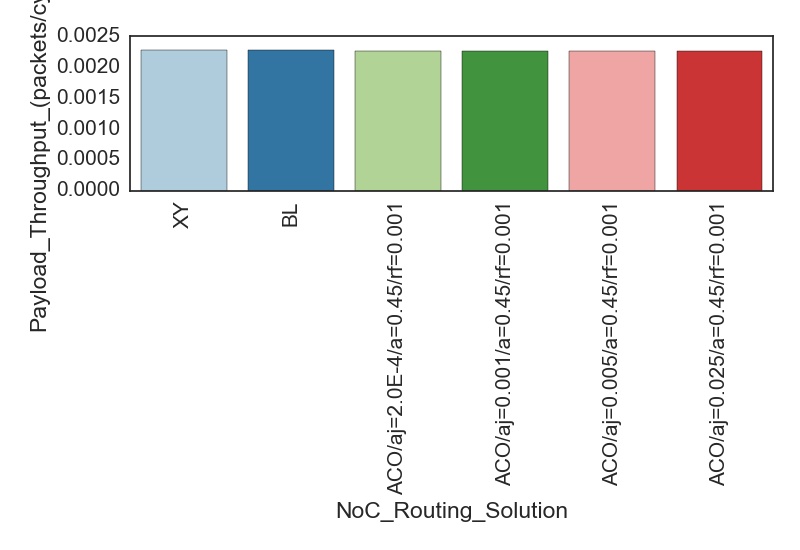 Payload_Throughput_(packets/cy
0.0025
0.0020
0.0015
0.0010
0.0005
0.0000
XY
BL
ACO/aj=2.0E-4/a=0.45/rf=0.001
ACO/aj=0.001/a=0.45/rf=0.001
ACO/aj=0.005/a=0.45/rf=0.001
ACO/aj=0.025/a=0.45/rf=0.001
NoC_Routing_Solution